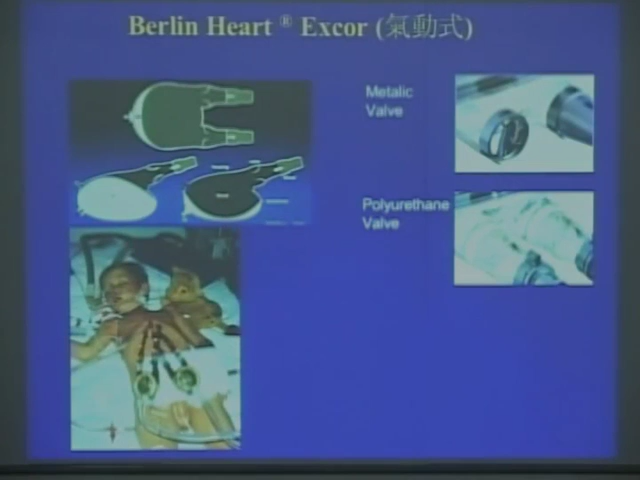 Berlin Heart ® Excor (氣動式)
Metalic
Valve
Polyurethane
Valve